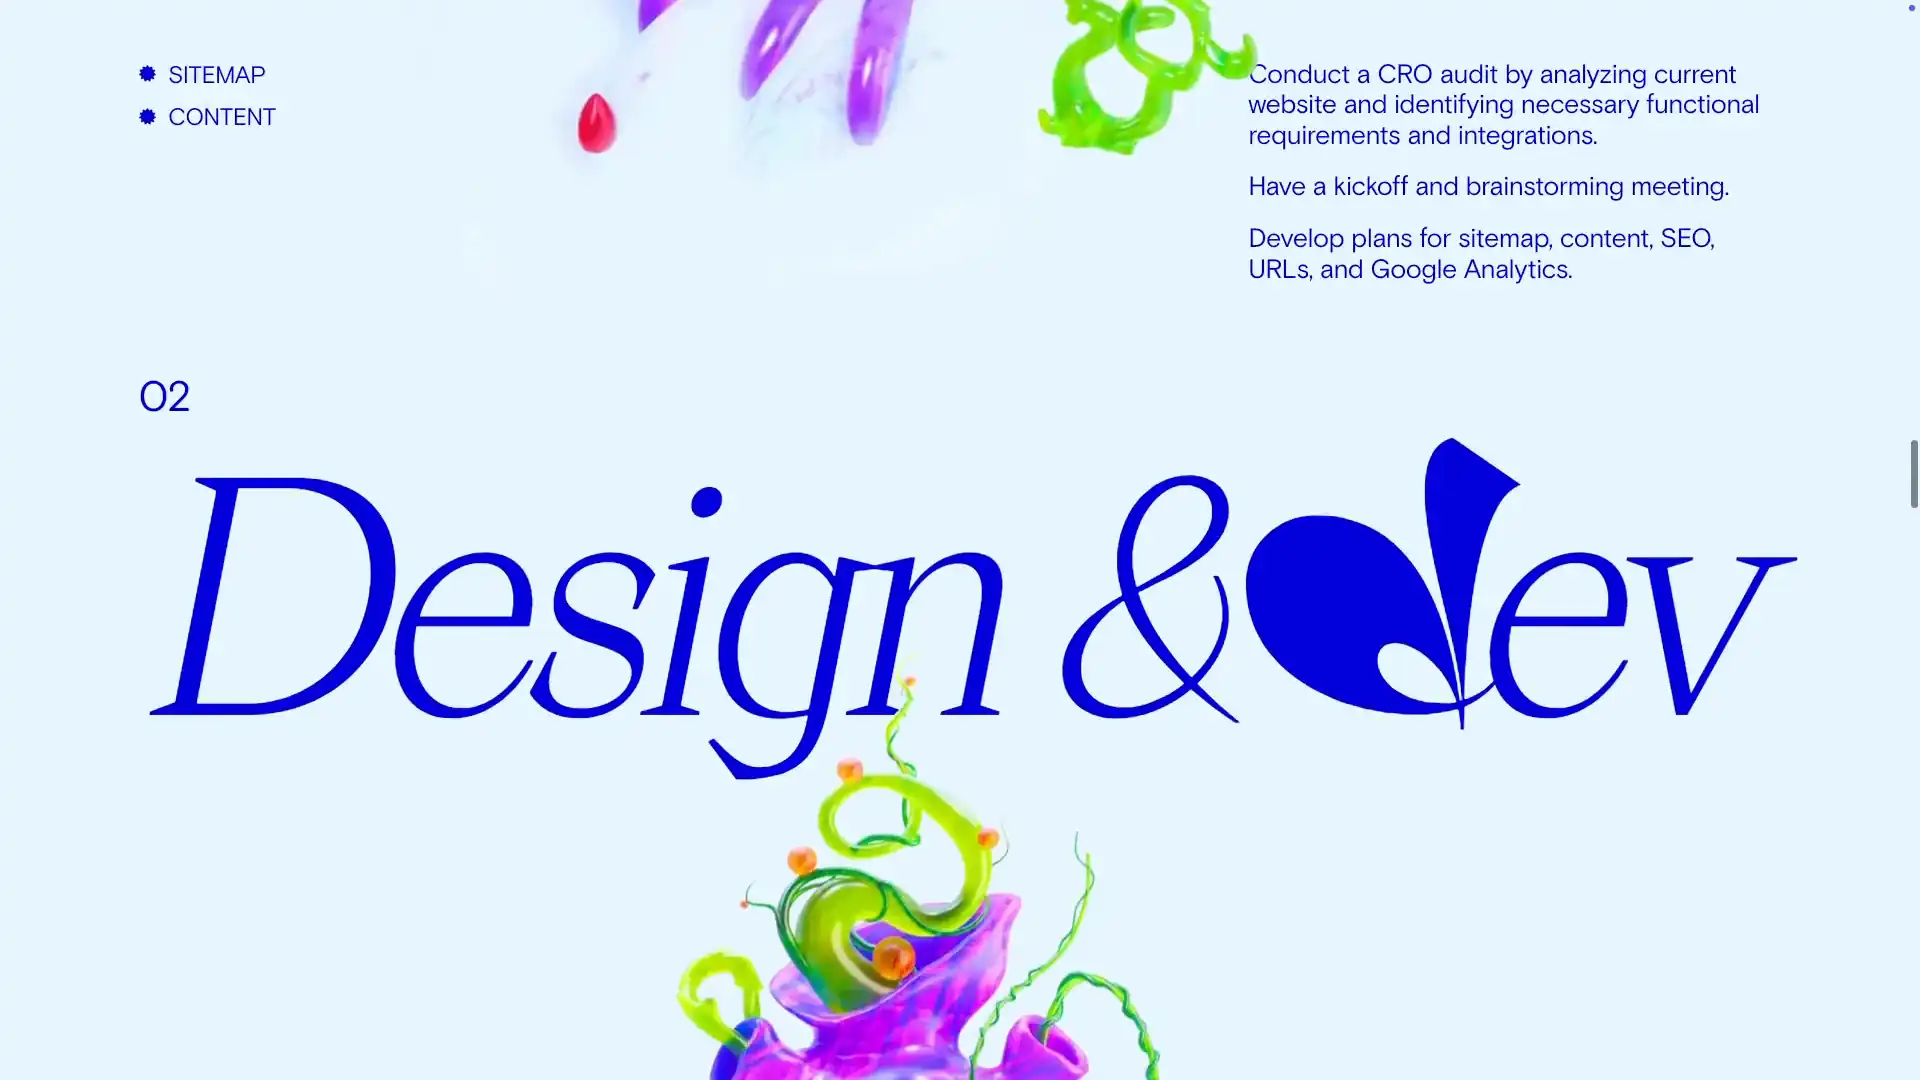 SITEMAP
CONTENT
Conduct a CRO audit by analyzing current
website and identifying necessary functional
requirements and integrations.
Have a kickoff and brainstorming meeting.
Develop plans for sitemap, content, SEO,
URLs, and Google Analytics.
02
Design & dev